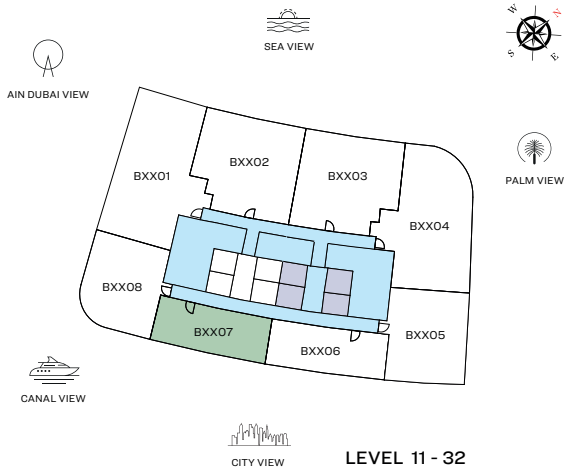 W
N
S
E
SEA VIEW
AIN DUBAI VIEW
PALM VIEW
BXX01
BXX02
BXX03
BXX04
BXX08
BXX07
BXX06
BXX05
CANAL VIEW
CITY VIEW
LEVEL 11 - 32